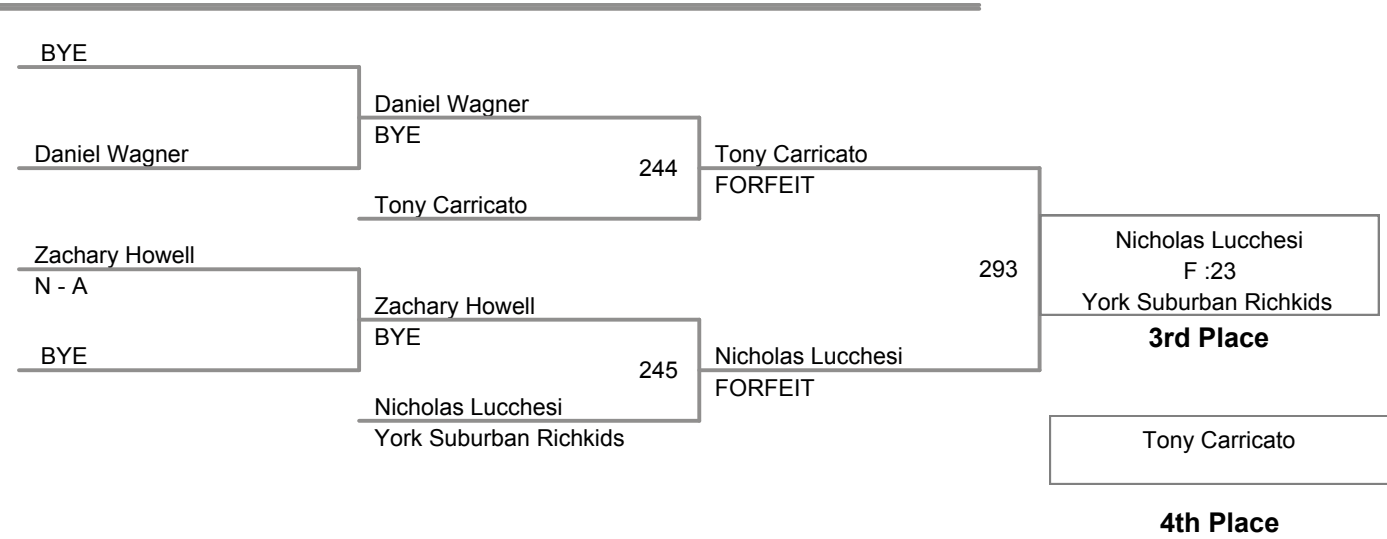 BYE
Daniel Wagner
BYE
Daniel Wagner
244
Tony Carricato
FORFEIT
Tony Carricato
Zachary Howell
N - A
293
Nicholas Lucchesi
F :23
York Suburban Richkids
3rd Place
Zachary Howell
BYE
BYE
245
Nicholas Lucchesi
FORFEIT
Nicholas Lucchesi
York Suburban Richkids
Tony Carricato
4th Place